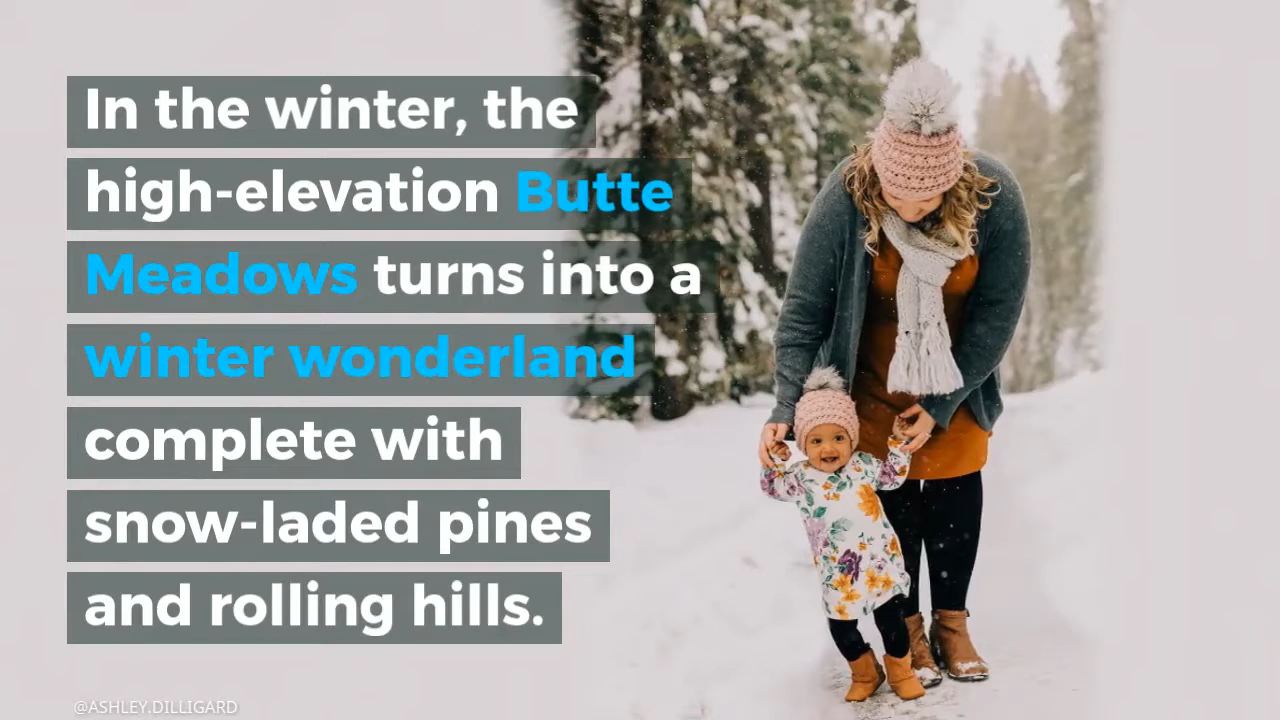 In the winter, the
high-elevation Butte
Meadows turns into a
winter wonderland
complete with
snow-laded pines
and rolling hills.
@ASHLEY.DILLIGARD